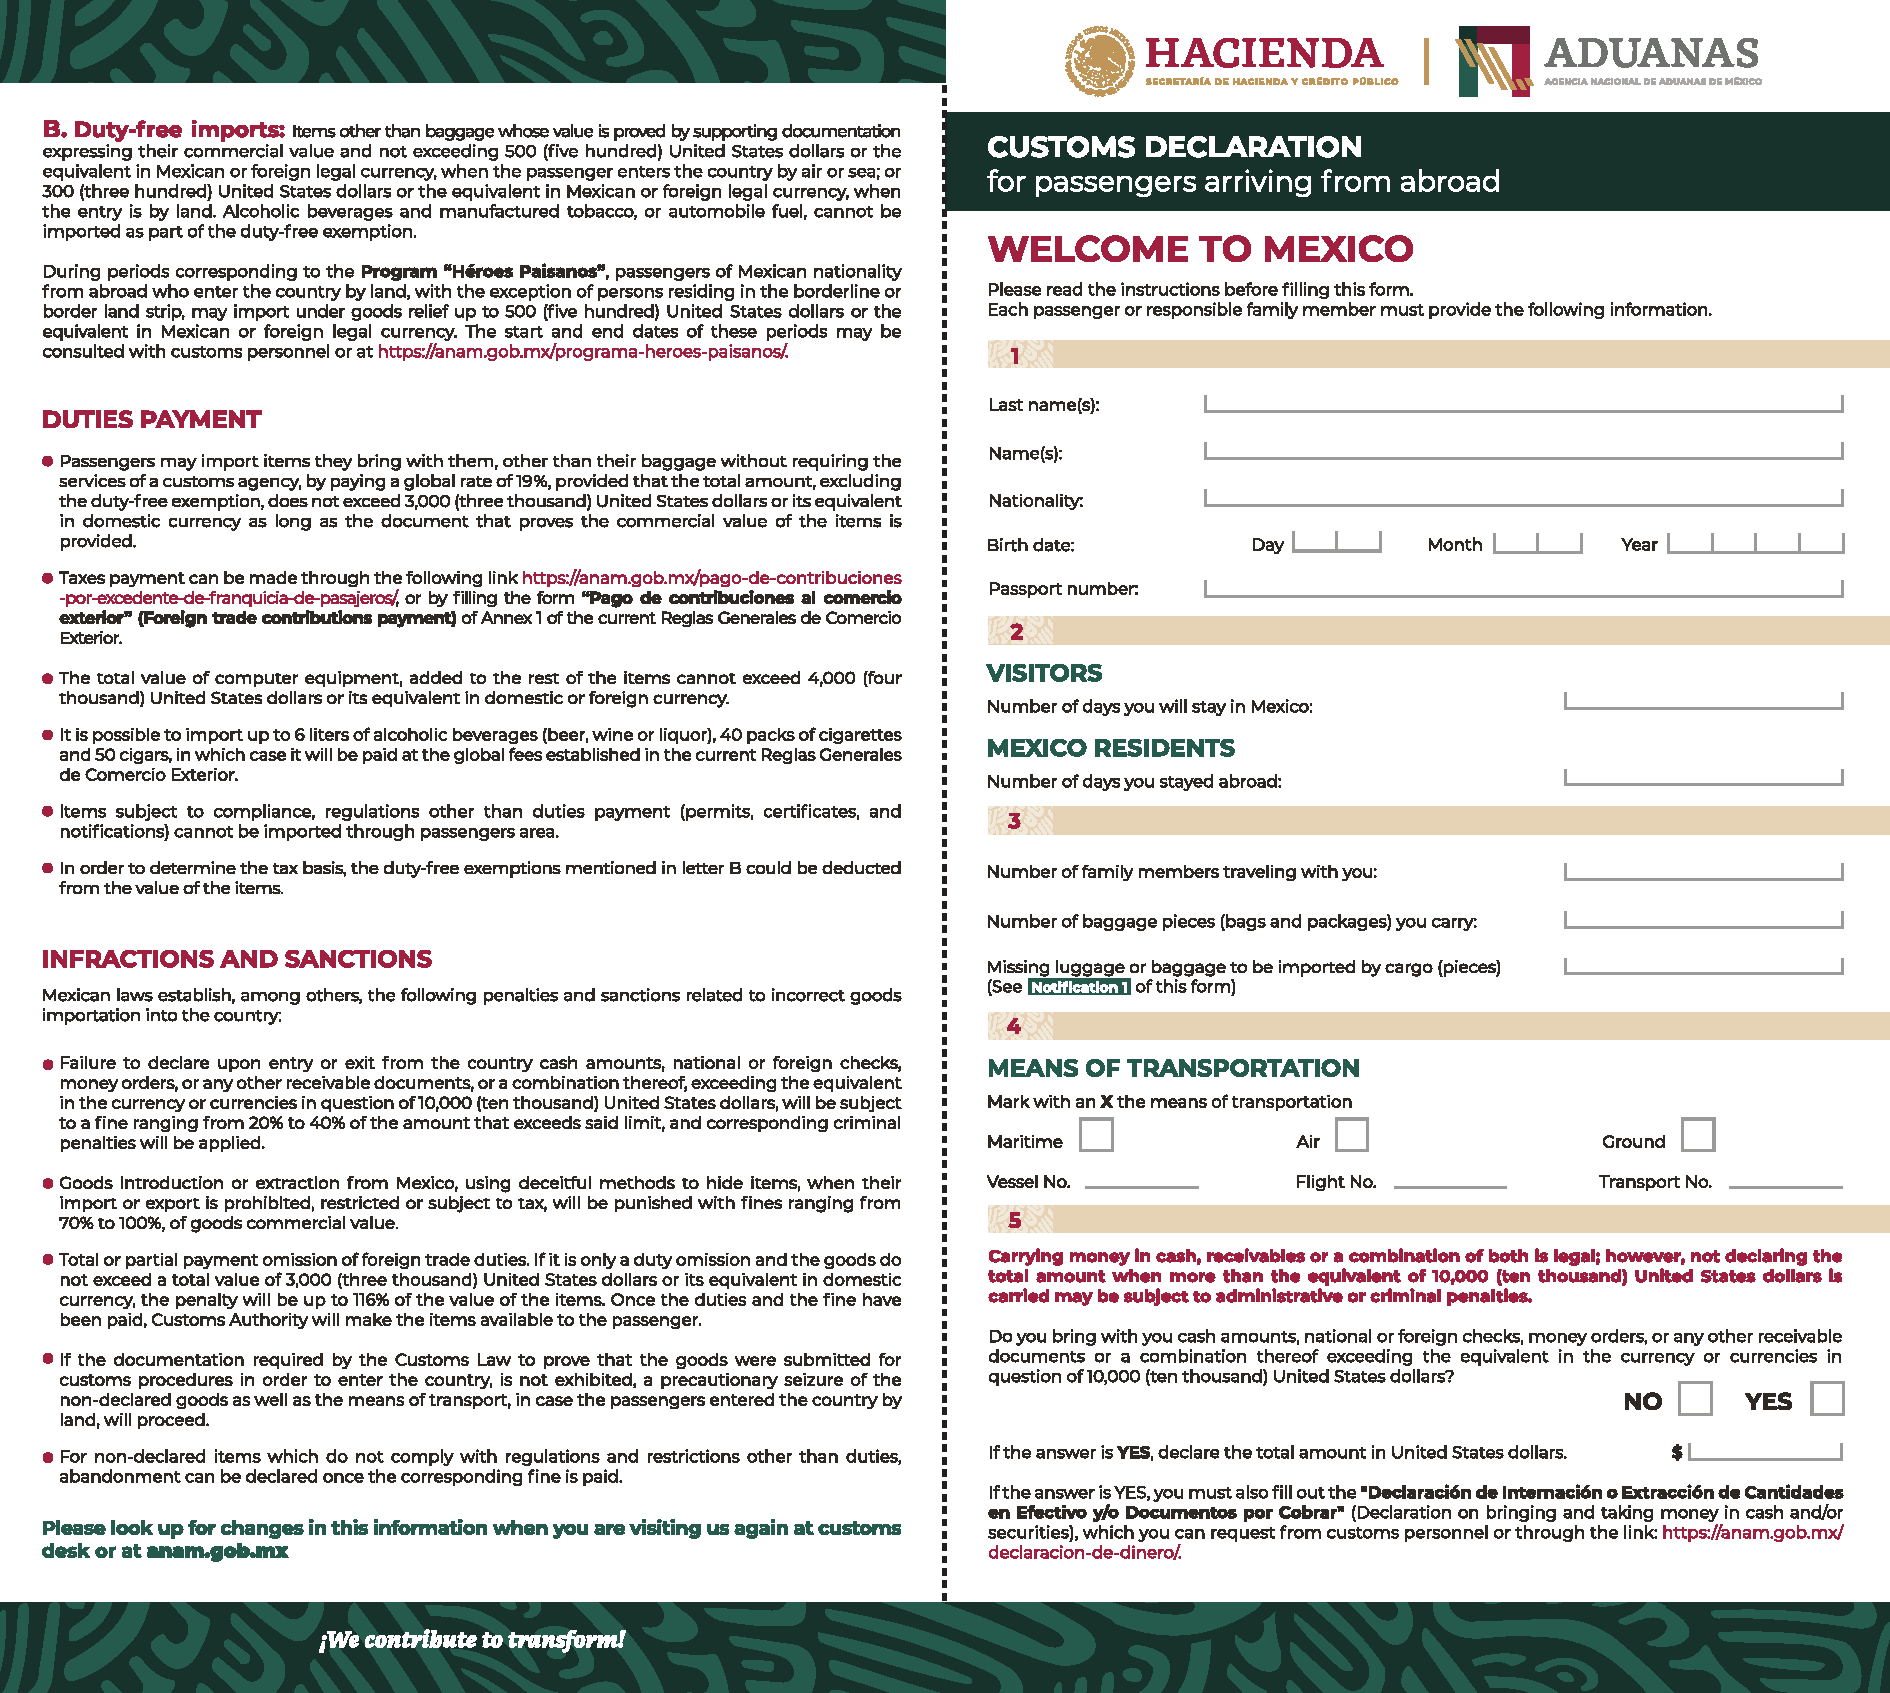 B. Duty-free imports: Items other than baggage whose value is proved by supporting documentation
expressing their commercial value and not exceeding 500 (five hundred) United States dollars or the
equivalent in Mexican or foreign legal currency, when the passenger enters the country by air or sea; or
300 (three hundred) United States dollars or the equivalent in Mexican or foreign legal currency, when
the entry is by land. Alcoholic beverages and manufactured tobacco, or automobile fuel, cannot be
imported as part of the duty-free exemption.
During periods corresponding to the Program “Héroes Paisanos”, passengers of Mexican nationality
from abroad who enter the country by land, with the exception of persons residing in the borderline or
border land strip, may import under goods relief up to 500 (five hundred) United States dollars or the
equivalent in Mexican or foreign legal currency. The start and end dates of these periods may be
consulted with customs personnel or at https://anam.gob.mx/programa-heroes-paisanos/.
DUTIES PAYMENT
● Passengers may import items they bring with them, other than their baggage without requiring the
services of a customs agency, by paying a global rate of 19%, provided that the total amount, excluding
the duty-free exemption, does not exceed 3,000 (three thousand) United States dollars or its equivalent
in domestic currency as long as the document that proves the commercial value of the items is
provided.
● Taxes payment can be made through the following link https://anam.gob.mx/pago-de-contribuciones
-por-excedente-de-franquicia-de-pasajeros/, or by filling the form “Pago de contribuciones al comercio
exterior” (Foreign trade contributions payment) of Annex 1 of the current Reglas Generales de Comercio
Exterior.
● The total value of computer equipment, added to the rest of the items cannot exceed 4,000 (four
thousand) United States dollars or its equivalent in domestic or foreign currency.
● It is possible to import up to 6 liters of alcoholic beverages (beer, wine or liquor), 40 packs of cigarettes
and 50 cigars, in which case it will be paid at the global fees established in the current Reglas Generales
de Comercio Exterior.
● Items subject to compliance, regulations other than duties payment (permits, certificates, and
notifications) cannot be imported through passengers area.
● In order to determine the tax basis, the duty-free exemptions mentioned in letter B could be deducted
from the value of the items.
INFRACTIONS AND SANCTIONS
Mexican laws establish, among others, the following penalties and sanctions related to incorrect goods
importation into the country:
● Failure to declare upon entry or exit from the country cash amounts, national or foreign checks,
money orders, or any other receivable documents, or a combination thereof, exceeding the equivalent
in the currency or currencies in question of 10,000 (ten thousand) United States dollars, will be subject
to a fine ranging from 20% to 40% of the amount that exceeds said limit, and corresponding criminal
penalties will be applied.
● Goods Introduction or extraction from Mexico, using deceitful methods to hide items, when their
import or export is prohibited, restricted or subject to tax, will be punished with fines ranging from
70% to 100%, of goods commercial value.
● Total or partial payment omission of foreign trade duties. If it is only a duty omission and the goods do
not exceed a total value of 3,000 (three thousand) United States dollars or its equivalent in domestic
currency, the penalty will be up to 116% of the value of the items. Once the duties and the fine have
been paid, Customs Authority will make the items available to the passenger.
● If the documentation required by the Customs Law to prove that the goods were submitted for
customs procedures in order to enter the country, is not exhibited, a precautionary seizure of the
non-declared goods as well as the means of transport, in case the passengers entered the country by
land, will proceed.
● For non-declared items which do not comply with regulations and restrictions other than duties,
abandonment can be declared once the corresponding fine is paid.
Please look up for changes in this information when you are visiting us again at customs
desk or at anam.gob.mx
¡We contribute to transform!
HACIENDA
SECRETARÍA DE HACIENDA Y CRÉDITO PÚBLICO
ADUANAS
AGENCIA NACIONAL DE ADUANAS DE MÉXICO
CUSTOMS DECLARATION
for passengers arriving from abroad
WELCOME TO MEXICO
Please read the instructions before filling this form.
Each passenger or responsible family member must provide the following information.
1
Last name(s):
Name(s):
Nationality:
Birth date: Day Month Year
Passport number:
2
VISITORS
Number of days you will stay in Mexico:
MEXICO RESIDENTS
Number of days you stayed abroad:
3
Number of family members traveling with you:
Number of baggage pieces (bags and packages) you carry:
Missing luggage or baggage to be imported by cargo (pieces)
(See Notification 1 of this form)
4
MEANS OF TRANSPORTATION
Mark with an X the means of transportation
Maritime Air Ground
Vessel No. Flight No. Transport No.
5
Carrying money in cash, receivables or a combination of both is legal; however, not declaring the
total amount when more than the equivalent of 10,000 (ten thousand) United States dollars is
carried may be subject to administrative or criminal penalties.
Do you bring with you cash amounts, national or foreign checks, money orders, or any other receivable
documents or a combination thereof exceeding the equivalent in the currency or currencies in
question of 10,000 (ten thousand) United States dollars?
NO YES
If the answer is YES, declare the total amount in United States dollars. $
If the answer is YES, you must also fill out the "Declaración de Internación o Extracción de Cantidades
en Efectivo y/o Documentos por Cobrar" (Declaration on bringing and taking money in cash and/or
securities), which you can request from customs personnel or through the link: https://anam.gob.mx/
declaracion-de-dinero/.